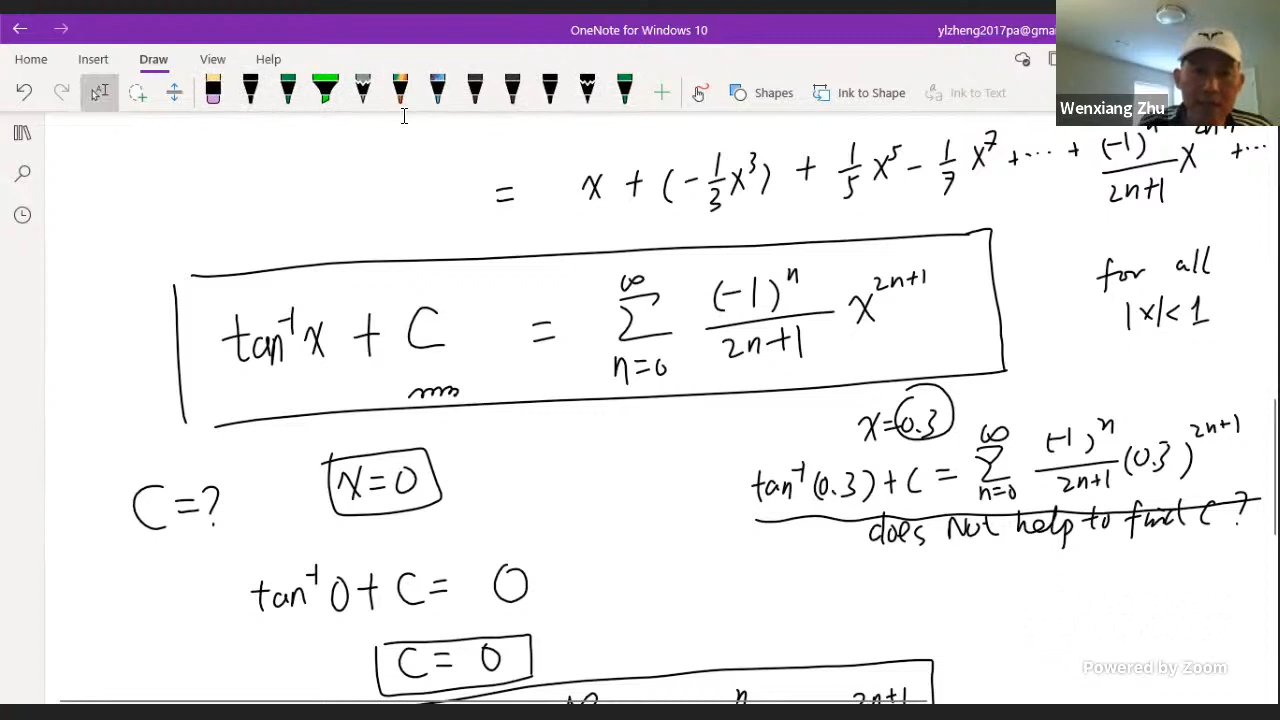 OneNote for Windows 10
ylzheng2017pa@gma
Home Insert Draw View Help
Shapes Ink to Shape Ink to Text
Wenxiang Zhu
= x + (-1/3 x^3) + 1/5 x^5 - 1/7 x^7 + ... + (-1)^n/2n+1 x^2n+1 + ...
for all
|x| < 1
tan^-1 x + C = ∑ n=0 ∞ (-1)^n/2n+1 x^2n+1
x = 0.3
tan^-1 (0.3) + C = ∑ n=0 ∞ (-1)^n/2n+1 (0.3)^2n+1
does Not help to find C ?
C = ?
x = 0
tan^-1 0 + C = 0
C = 0
n 2n+1
Powered by Zoom